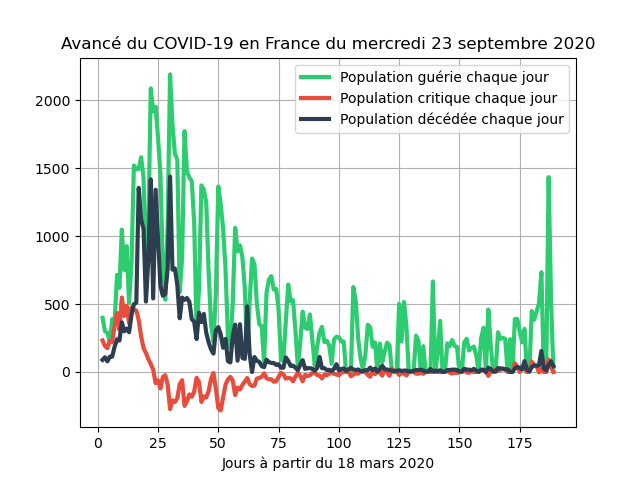 Avancé du COVID-19 en France du mercredi 23 septembre 2020
Population guérie chaque jour
Population critique chaque jour
Population décédée chaque jour
2000
1500
1000
500
0
0 25 50 75 100 125 150 175
Jours à partir du 18 mars 2020